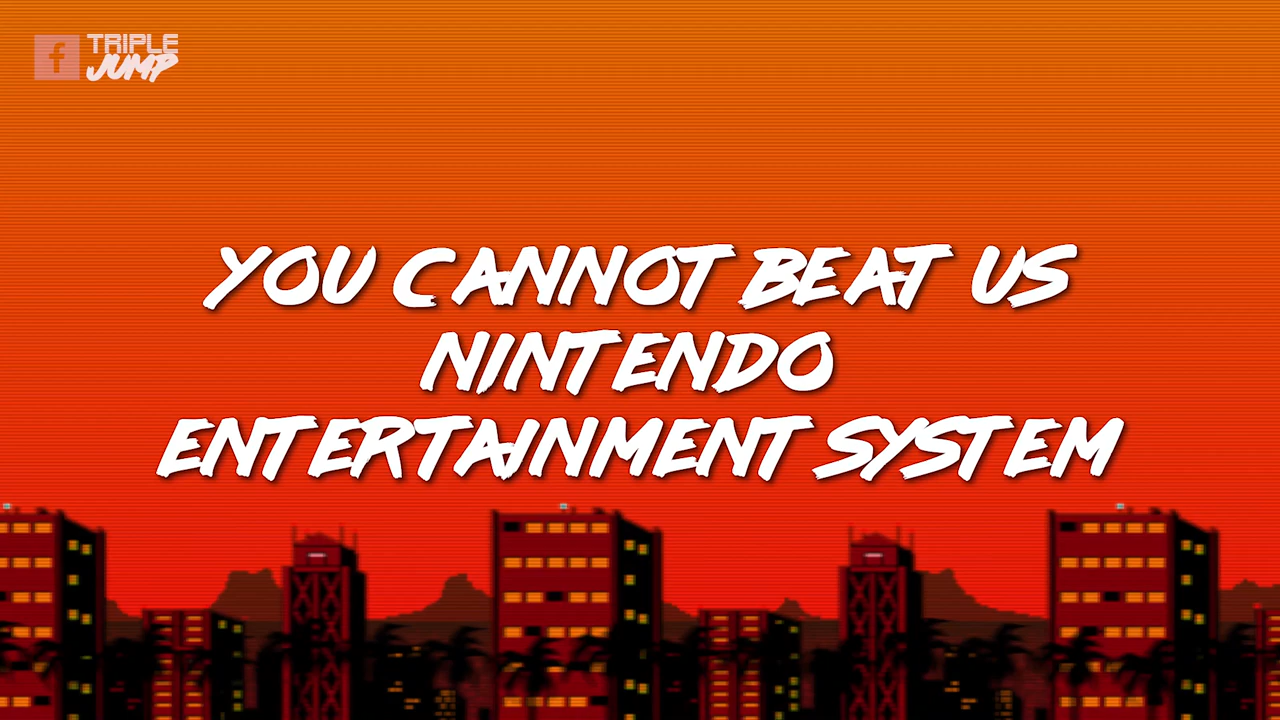 f TRIPLE
JUMP
YOU CANNOT BEAT US
NINTENDO
ENTERTAINMENT SYSTEM